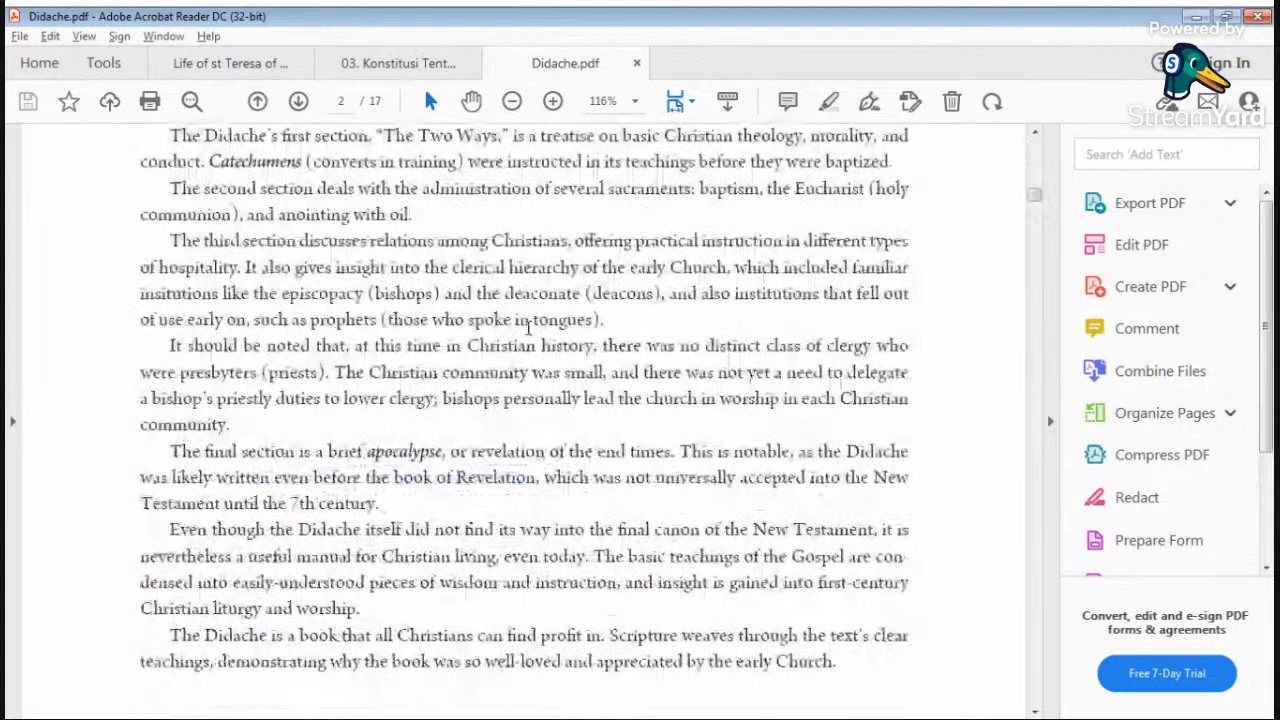 Didache.pdf - Adobe Acrobat Reader DC (32-bit)
File Edit View Sign Window Help
Powered by
StreamYard
Home Tools Life of st Teresa of ... 03. Konstitusi Tent... Didache.pdf × Sign In
2 / 17 116%
The Didache's first section, “The Two Ways,” is a treatise on basic Christian theology, morality, and
conduct. Catechumens (converts in training) were instructed in its teachings before they were baptized.
The second section deals with the administration of several sacraments: baptism, the Eucharist (holy
communion), and anointing with oil.
The third section discusses relations among Christians, offering practical instruction in different types
of hospitality. It also gives insight into the clerical hierarchy of the early Church, which included familiar
insitutions like the episcopacy (bishops) and the deaconate (deacons), and also institutions that fell out
of use early on, such as prophets (those who spoke in tongues).
It should be noted that, at this time in Christian history, there was no distinct class of clergy who
were presbyters (priests). The Christian community was small, and there was not yet a need to delegate
a bishop's priestly duties to lower clergy; bishops personally lead the church in worship in each Christian
community.
The final section is a brief apocalypse, or revelation of the end times. This is notable, as the Didache
was likely written even before the book of Revelation, which was not universally accepted into the New
Testament until the 7th century.
Even though the Didache itself did not find its way into the final canon of the New Testament, it is
nevertheless a useful manual for Christian living, even today. The basic teachings of the Gospel are con-
densed into easily-understood pieces of wisdom and instruction, and insight is gained into first-century
Christian liturgy and worship.
The Didache is a book that all Christians can find profit in. Scripture weaves through the text's clear
teachings, demonstrating why the book was so well-loved and appreciated by the early Church.
Search 'Add Text'
Export PDF
Edit PDF
Create PDF
Comment
Combine Files
Organize Pages
Compress PDF
Redact
Prepare Form
Convert, edit and e-sign PDF
forms & agreements
Free 7-Day Trial